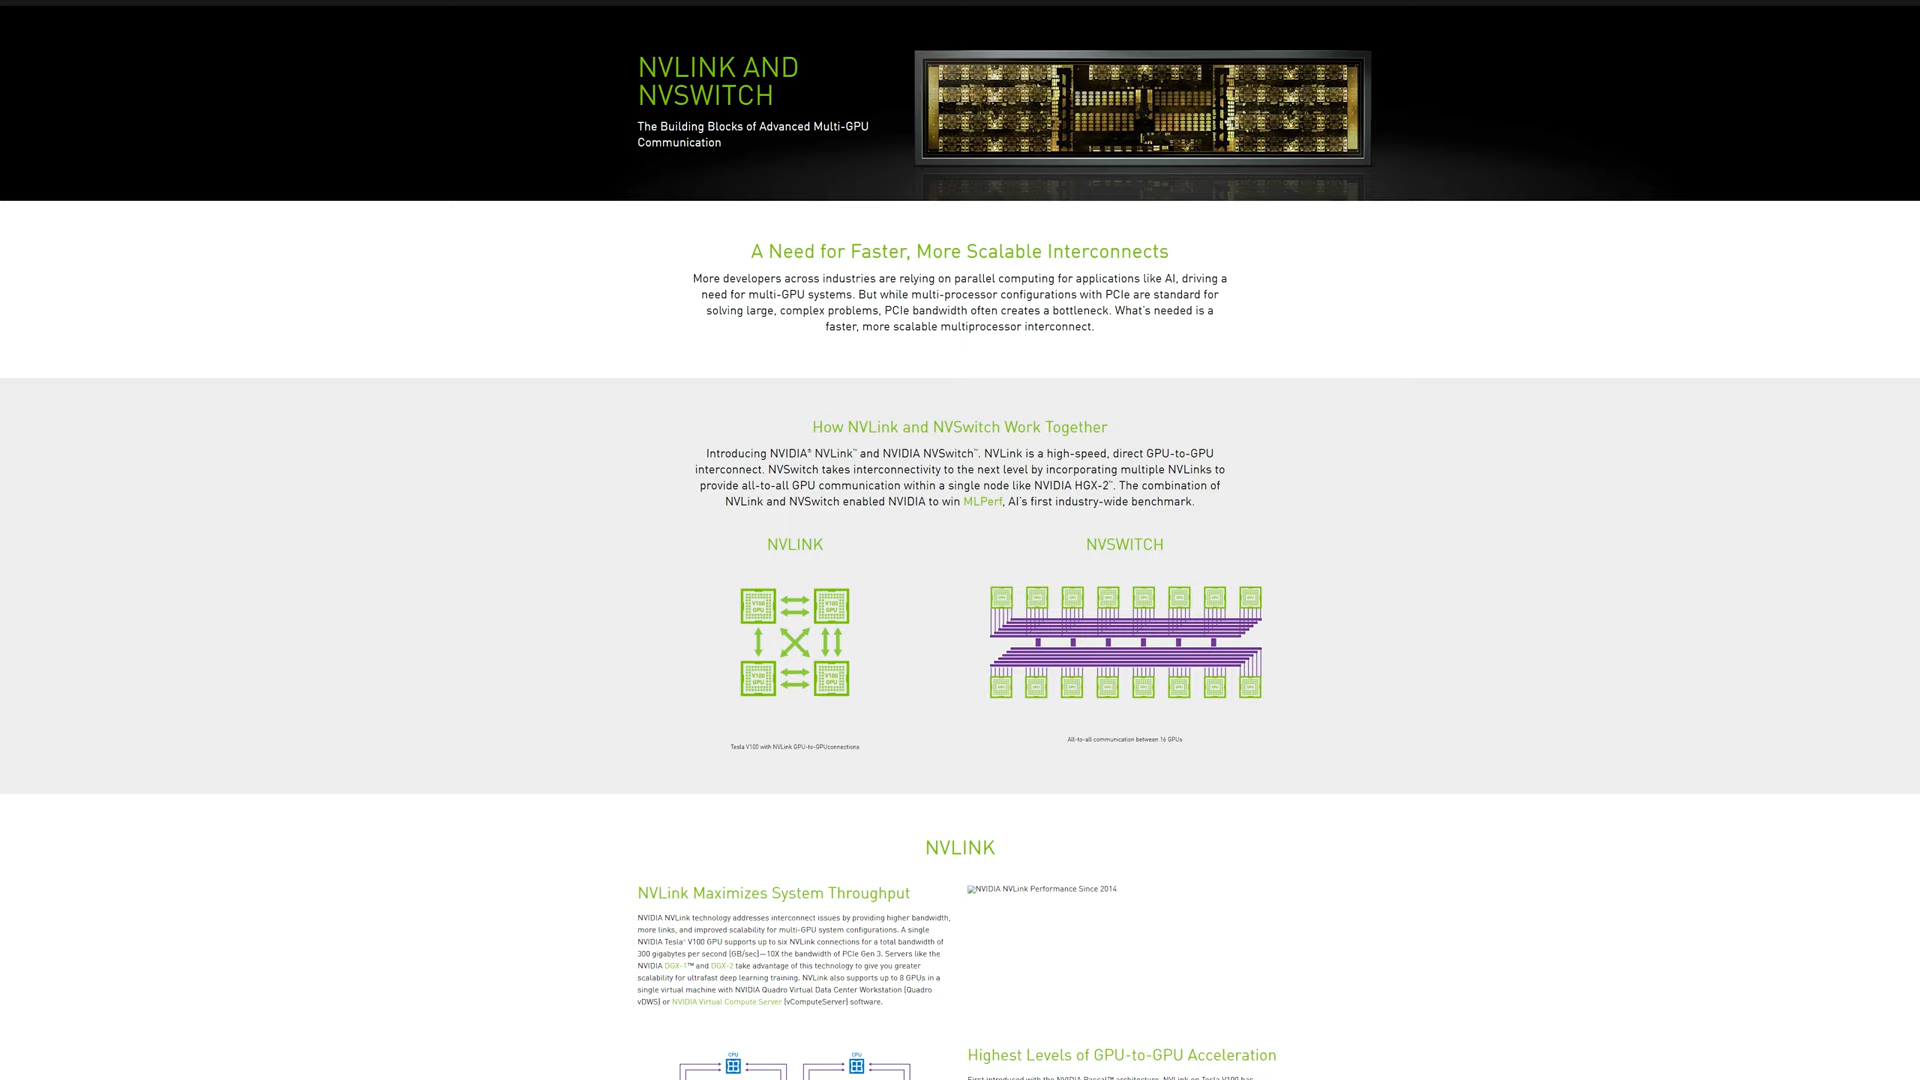 NVLINK AND
NVSWITCH
The Building Blocks of Advanced Multi-GPU
Communication
A Need for Faster, More Scalable Interconnects
More developers across industries are relying on parallel computing for applications like AI, driving a
need for multi-GPU systems. But while multi-processor configurations with PCIe are standard for
solving large, complex problems, PCIe bandwidth often creates a bottleneck. What's needed is a
faster, more scalable multiprocessor interconnect.
How NVLink and NVSwitch Work Together
Introducing NVIDIA® NVLink™ and NVIDIA NVSwitch™. NVLink is a high-speed, direct GPU-to-GPU
interconnect. NVSwitch takes interconnectivity to the next level by incorporating multiple NVLinks to
provide all-to-all GPU communication within a single node like NVIDIA HGX-2™. The combination of
NVLink and NVSwitch enabled NVIDIA to win MLPerf, AI's first industry-wide benchmark.
NVLINK
V100 GPU
V100 GPU
V100 GPU
V100 GPU
Tesla V100 with NVLink GPU-to-GPUconnections
NVSWITCH
All-to-all communication between 16 GPUs
NVLINK
NVLink Maximizes System Throughput
NVIDIA NVLink technology addresses interconnect issues by providing higher bandwidth,
more links, and improved scalability for multi-GPU system configurations. A single
NVIDIA Tesla® V100 GPU supports up to six NVLink connections for a total bandwidth of
300 gigabytes per second (GB/sec)—10X the bandwidth of PCIe Gen 3. Servers like the
NVIDIA DGX-1™ and DGX-2 take advantage of this technology to give you greater
scalability for ultrafast deep learning training. NVLink also supports up to 8 GPUs in a
single virtual machine with NVIDIA Quadro Virtual Data Center Workstation (Quadro
vDWS) or NVIDIA Virtual Compute Server (vComputeServer) software.
NVIDIA NVLink Performance Since 2014
CPU
CPU
Highest Levels of GPU-to-GPU Acceleration